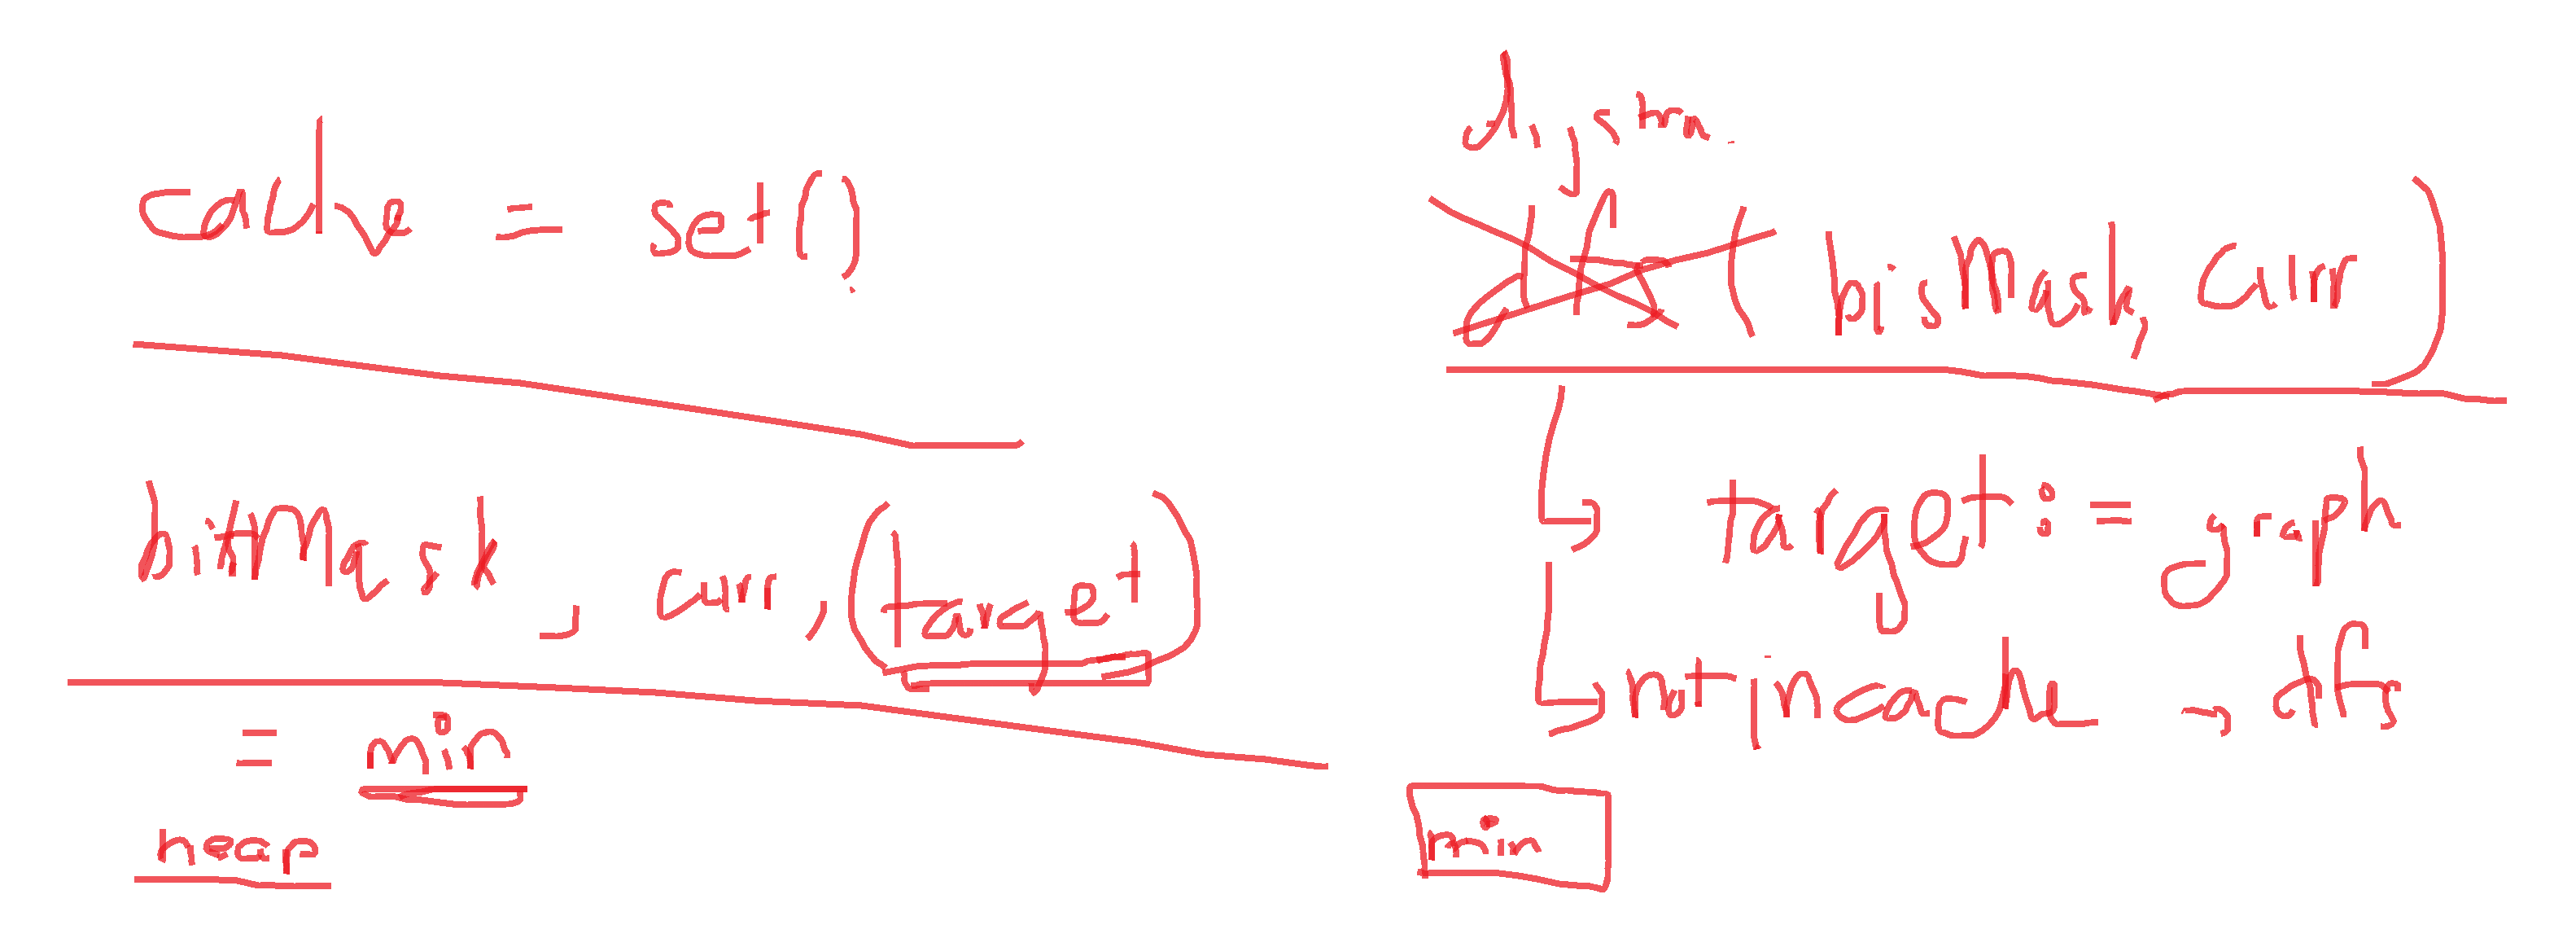 cache = set()
bitMask, curr, (target)
= min
heap
dijstra.
dfs( bisMask, curr)
target := graph
not in cache → dfs
min